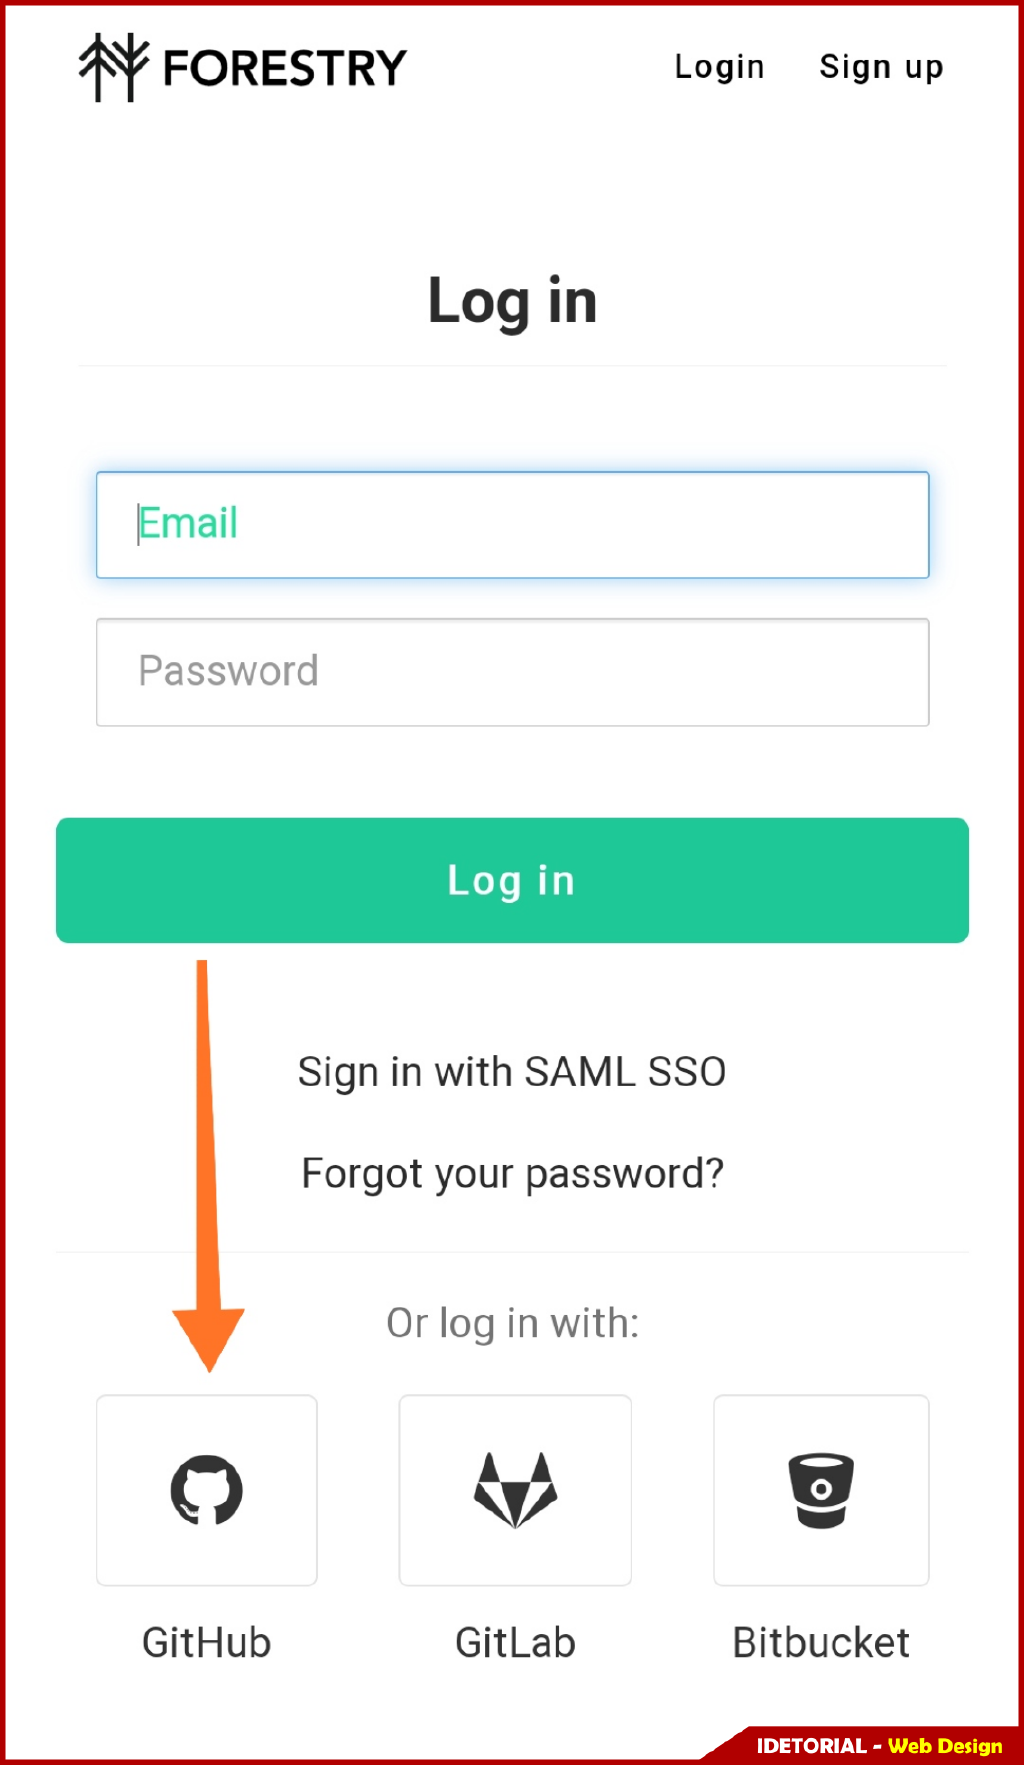 FORESTRY Login Sign up
Log in
Email
Password
Log in
Sign in with SAML SSO
Forgot your password?
Or log in with:
GitHub GitLab Bitbucket
IDETORIAL - Web Design